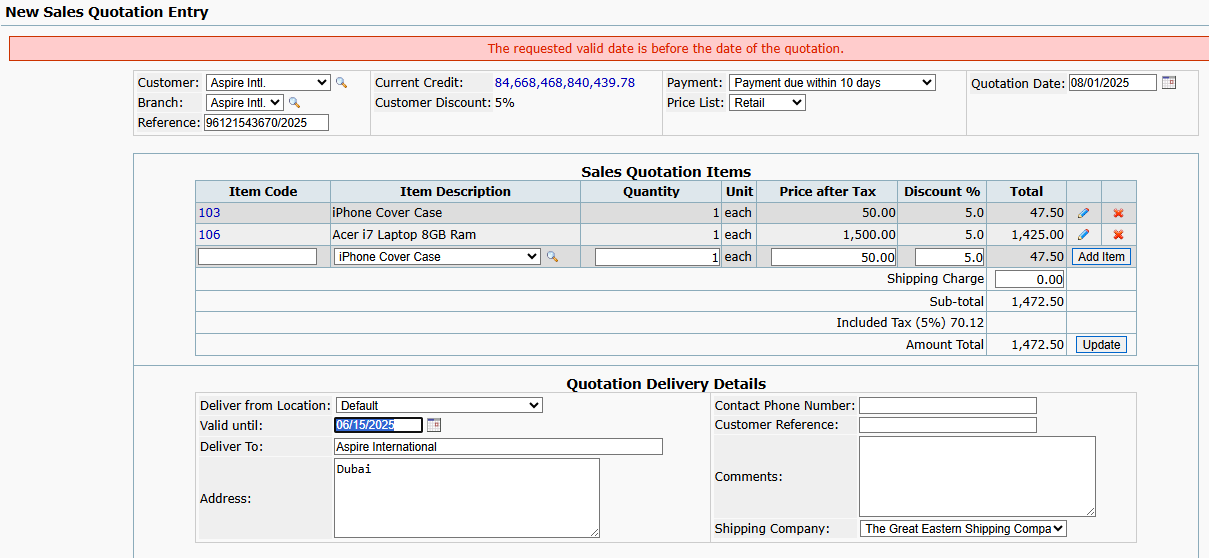 New Sales Quotation Entry
The requested valid date is before the date of the quotation.
Customer: Aspire Intl. Current Credit: 84,668,468,840,439.78 Payment: Payment due within 10 days Quotation Date: 08/01/2025
Branch: Aspire Intl. Customer Discount: 5% Price List: Retail
Reference: 96121543670/2025
Sales Quotation Items
Item Code Item Description Quantity Unit Price after Tax Discount % Total
103 iPhone Cover Case 1 each 50.00 5.0 47.50
106 Acer i7 Laptop 8GB Ram 1 each 1,500.00 5.0 1,425.00
iPhone Cover Case 1 each 50.00 5.0 47.50 Add Item
Shipping Charge 0.00
Sub-total 1,472.50
Included Tax (5%) 70.12
Amount Total 1,472.50 Update
Quotation Delivery Details
Deliver from Location: Default Contact Phone Number:
Valid until: 06/15/2025 Customer Reference:
Deliver To: Aspire International
Address: Dubai Comments:
Shipping Company: The Great Eastern Shipping Compa